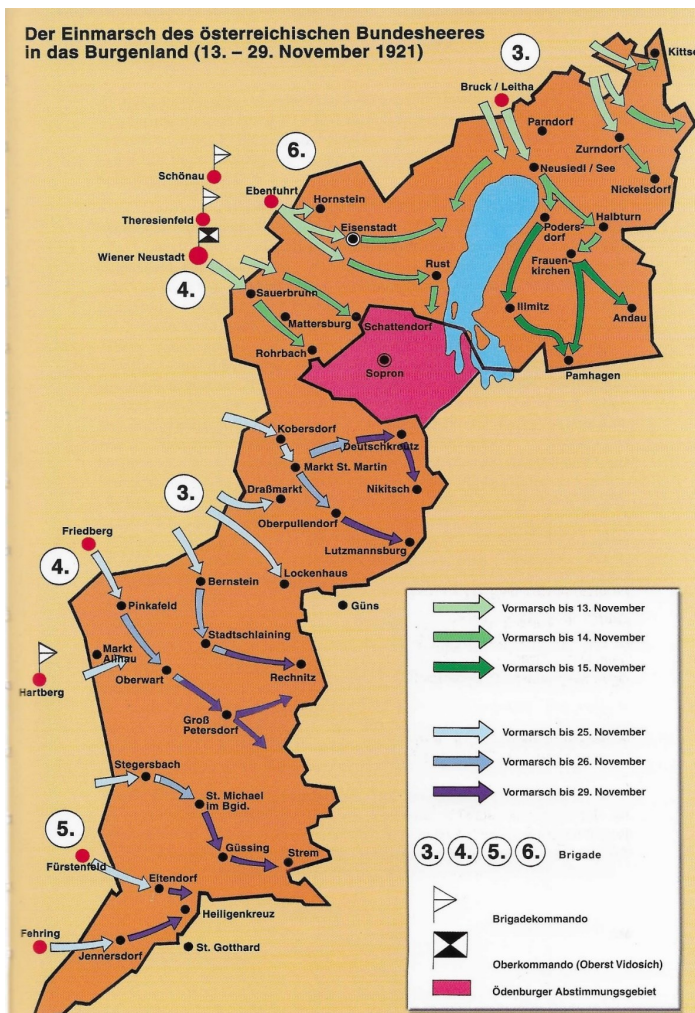 Der Einmarsch des österreichischen Bundesheeres
in das Burgenland (13. – 29. November 1921)
3.
Kittse
Bruck / Leitha
Parndorf
Zurndorf
6.
Neusiedl / See
Schönau
Nickelsdorf
Ebenfuhrt
Hornstein
Theresienfeld
Eisenstadt
Podersdorf
Halbturn
Wiener Neustadt
Frauenkirchen
Rust
4.
Sauerbrunn
Illmitz
Andau
Mattersburg
Schattendorf
Rohrbach
Sopron
Pamhagen
Kobersdorf
Deutschkreutz
Markt St. Martin
3.
Draßmarkt
Nikitsch
Oberpullendorf
Friedberg
Lutzmannsburg
4.
Bernstein
Lockenhaus
Pinkafeld
Güns
Stadtschlaining
Markt
Allhau
Oberwart
Rechnitz
Hartberg
Groß
Petersdorf
Stegersbach
St. Michael
im Bgld.
5.
Güssing
Strem
Fürstenfeld
Eltendorf
Heiligenkreuz
Fehring
Jennersdorf
St. Gotthard
Vormarsch bis 13. November
Vormarsch bis 14. November
Vormarsch bis 15. November
Vormarsch bis 25. November
Vormarsch bis 26. November
Vormarsch bis 29. November
3. 4. 5. 6. Brigade
Brigadekommando
Oberkommando (Oberst Vidosich)
Ödenburger Abstimmungsgebiet